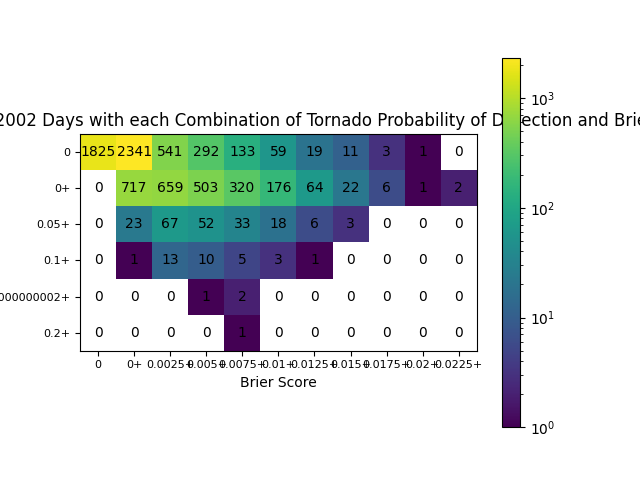 2002 Days with each Combination of Tornado Probability of Detection and Brie
0 1825 2341 541 292 133 59 19 11 3 1 0
0+ 0 717 659 503 320 176 64 22 6 1 2
0.05+ 0 23 67 52 33 18 6 3 0 0 0
0.1+ 0 1 13 10 5 3 1 0 0 0 0
000000002+ 0 0 0 1 2 0 0 0 0 0 0
0.2+ 0 0 0 0 1 0 0 0 0 0 0
0 0+ 0.0025+ 0.005+ 0.0075+ 0.01+ 0.0125+ 0.015+ 0.0175+ 0.02+ 0.0225+
Brier Score
10³
10²
10¹
10⁰